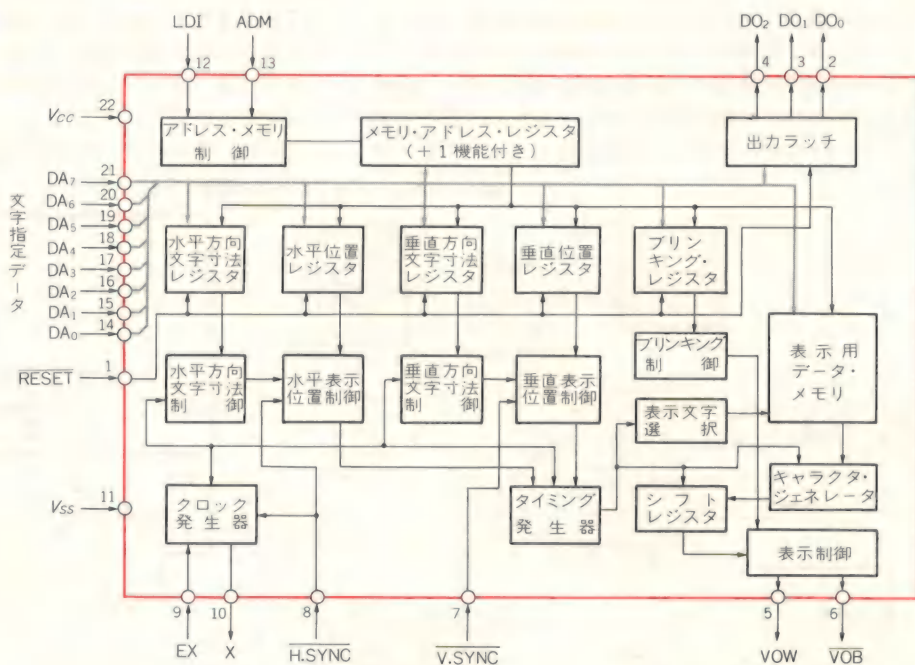 LDI
ADM
DO₂
DO₁
DO₀
12
13
4
3
2
V_CC
22
アドレス・メモリ
制御
メモリ・アドレス・レジスタ
(+1機能付き)
出力ラッチ
文字指定データ
DA₇
21
DA₆
20
DA₅
19
DA₄
18
DA₃
17
DA₂
16
DA₁
15
DA₀
14
水平方向
文字寸法
レジスタ
水平位置
レジスタ
垂直方向
文字寸法
レジスタ
垂直位置
レジスタ
ブリン
キング・
レジスタ
RESET
1
水平方向
文字寸法
制御
水平表示
位置制御
垂直方向
文字寸法
制御
垂直表示
位置制御
ブリンキング
制御
表示用
データ・
メモリ
表示文字
選択
V_SS
11
クロック
発生器
タイミング
発生器
シフト
レジスタ
キャラクタ・
ジェネレータ
表示制御
9
10
8
7
5
6
EX
X
H.SYNC
V.SYNC
VOW
VOB